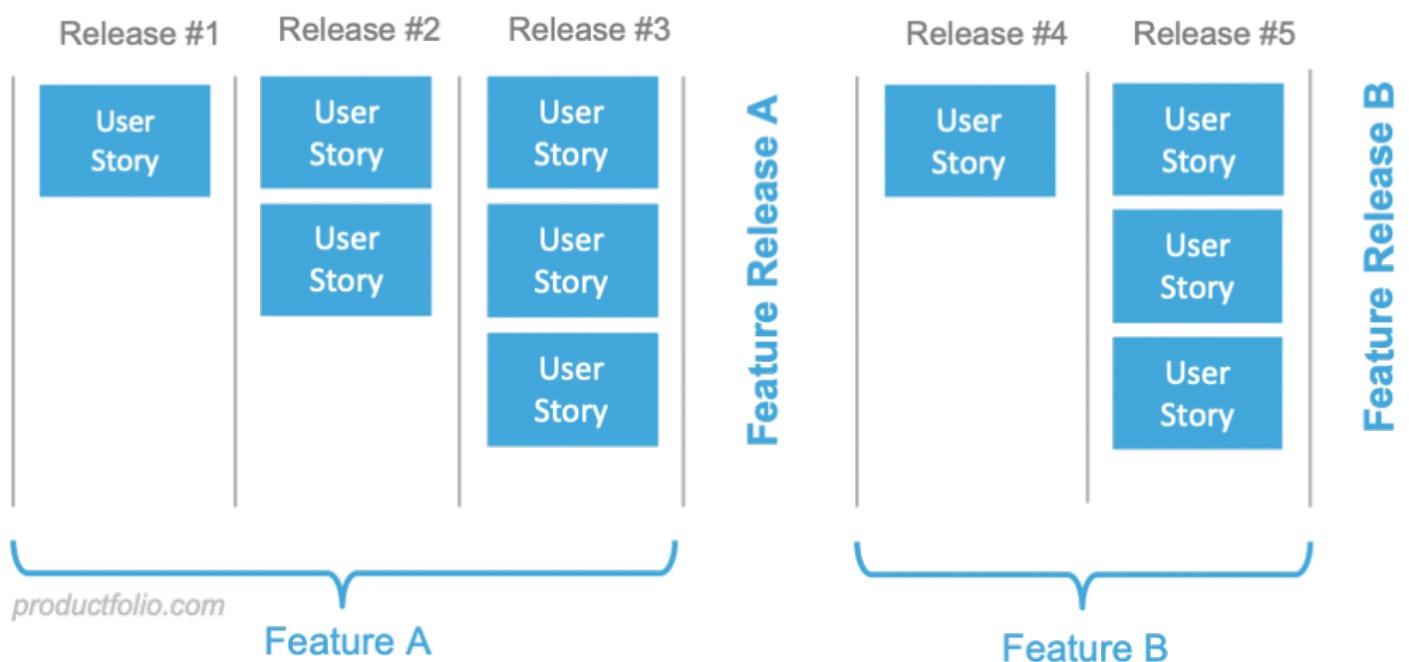 Release #1
Release #2
Release #3
Release #4
Release #5
User
Story
User
Story
User
Story
User
Story
User
Story
User
Story
Feature Release A
User
Story
User
Story
User
Story
User
Story
Feature Release B
productfolio.com
Feature A
Feature B